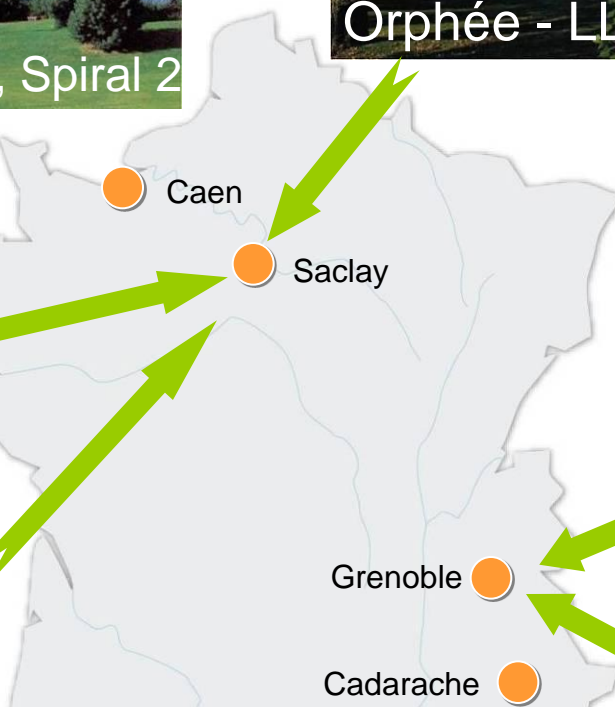 Orphée - LL
, Spiral 2
Caen
Saclay
Grenoble
Cadarache